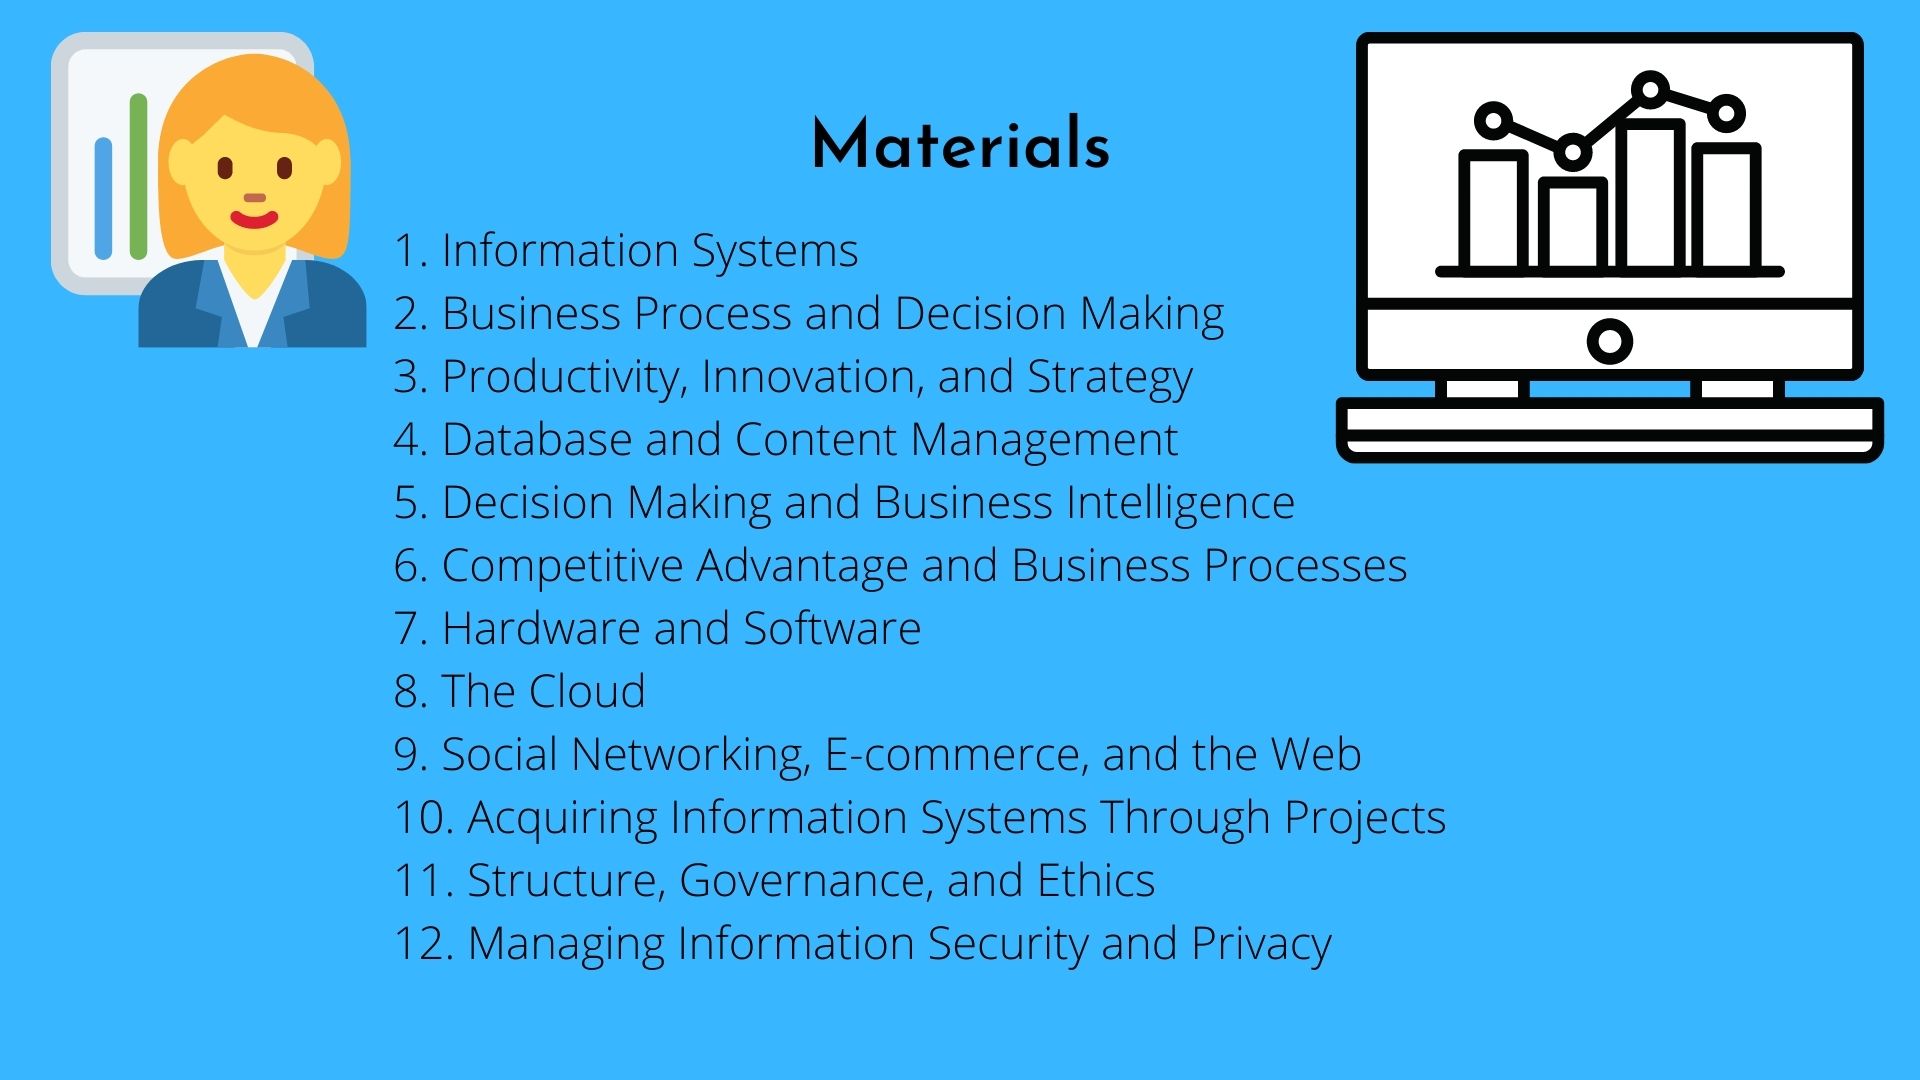 Materials
1. Information Systems
2. Business Process and Decision Making
3. Productivity, Innovation, and Strategy
4. Database and Content Management
5. Decision Making and Business Intelligence
6. Competitive Advantage and Business Processes
7. Hardware and Software
8. The Cloud
9. Social Networking, E-commerce, and the Web
10. Acquiring Information Systems Through Projects
11. Structure, Governance, and Ethics
12. Managing Information Security and Privacy